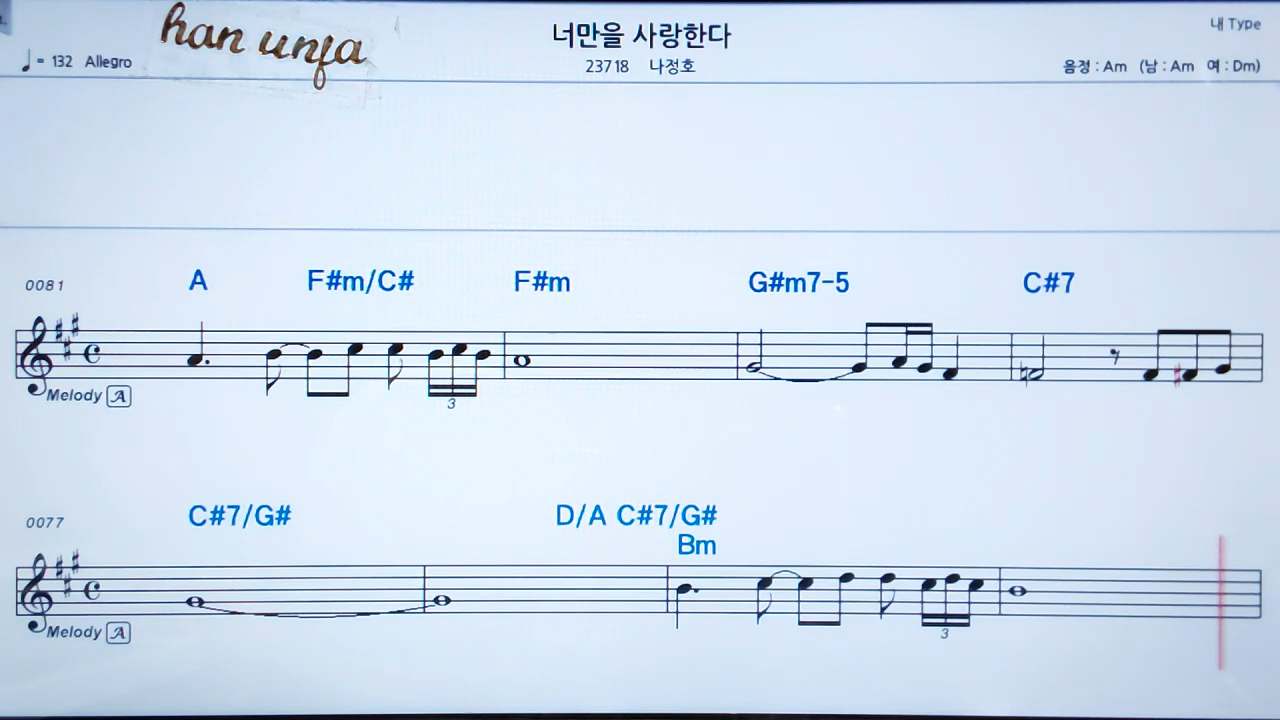 han unfa
너만을 사랑한다
내 Type
♩= 132 Allegro
23718 나정호
음정 : Am (남 : Am 여 : Dm)
0081
A F#m/C# F#m G#m7-5 C#7
3
Melody A
0077
C#7/G# D/A C#7/G#
Bm
Melody A
3